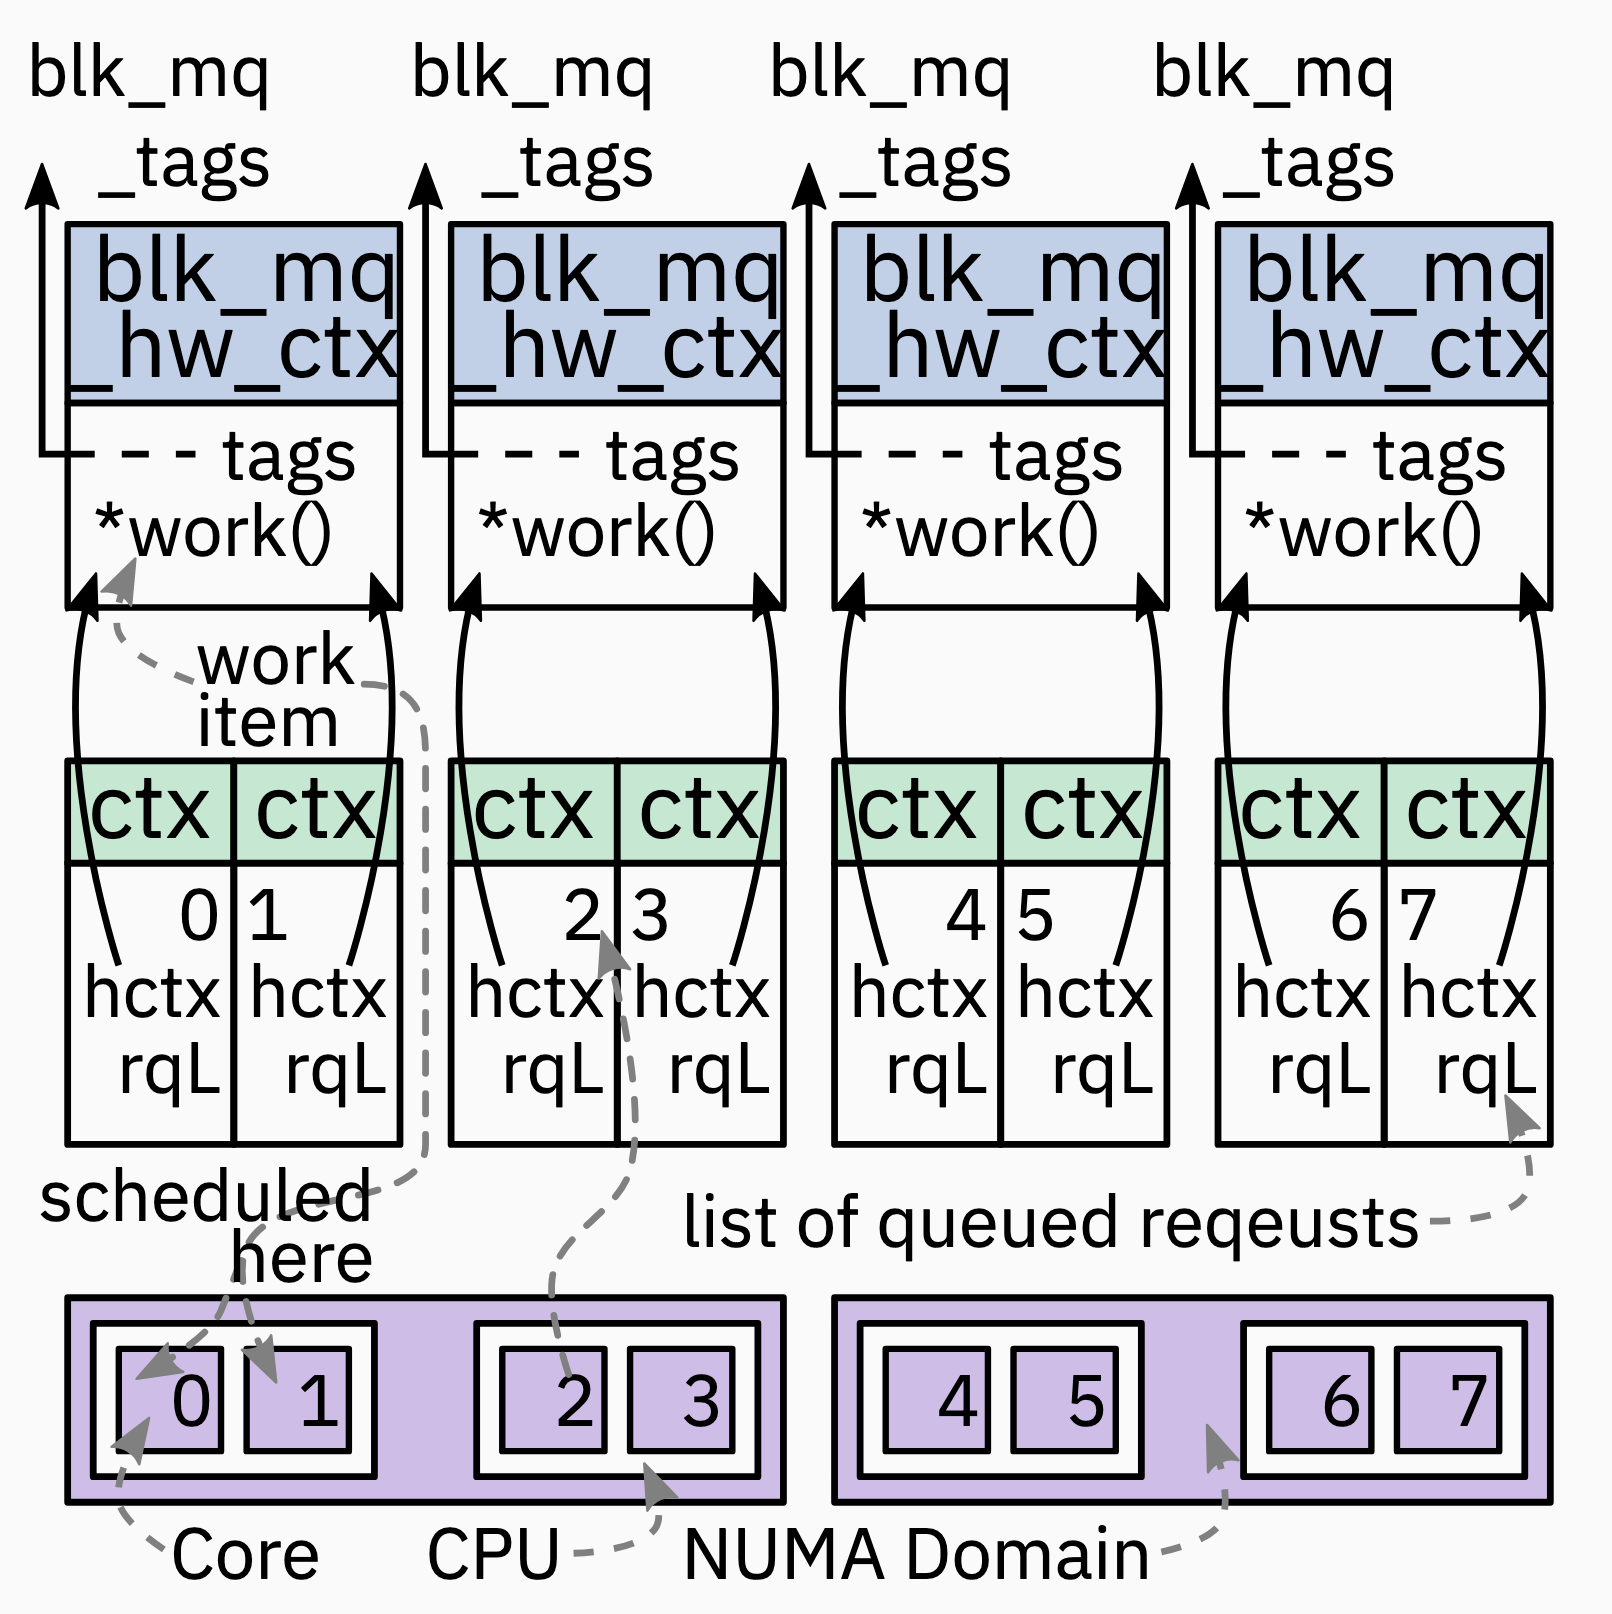 blk_mq blk_mq blk_mq blk_mq
_tags _tags _tags _tags
blk_mq blk_mq blk_mq blk_mq
_hw_ctx _hw_ctx _hw_ctx _hw_ctx
tags tags tags tags
*work() *work() *work() *work()
work
item
ctx ctx ctx ctx ctx ctx ctx ctx
0 1 2 3 4 5 6 7
hctx hctx hctx hctx hctx hctx hctx hctx
rqL rqL rqL rqL rqL rqL rqL rqL
scheduled
here
list of queued reqeusts
0 1 2 3 4 5 6 7
Core CPU NUMA Domain